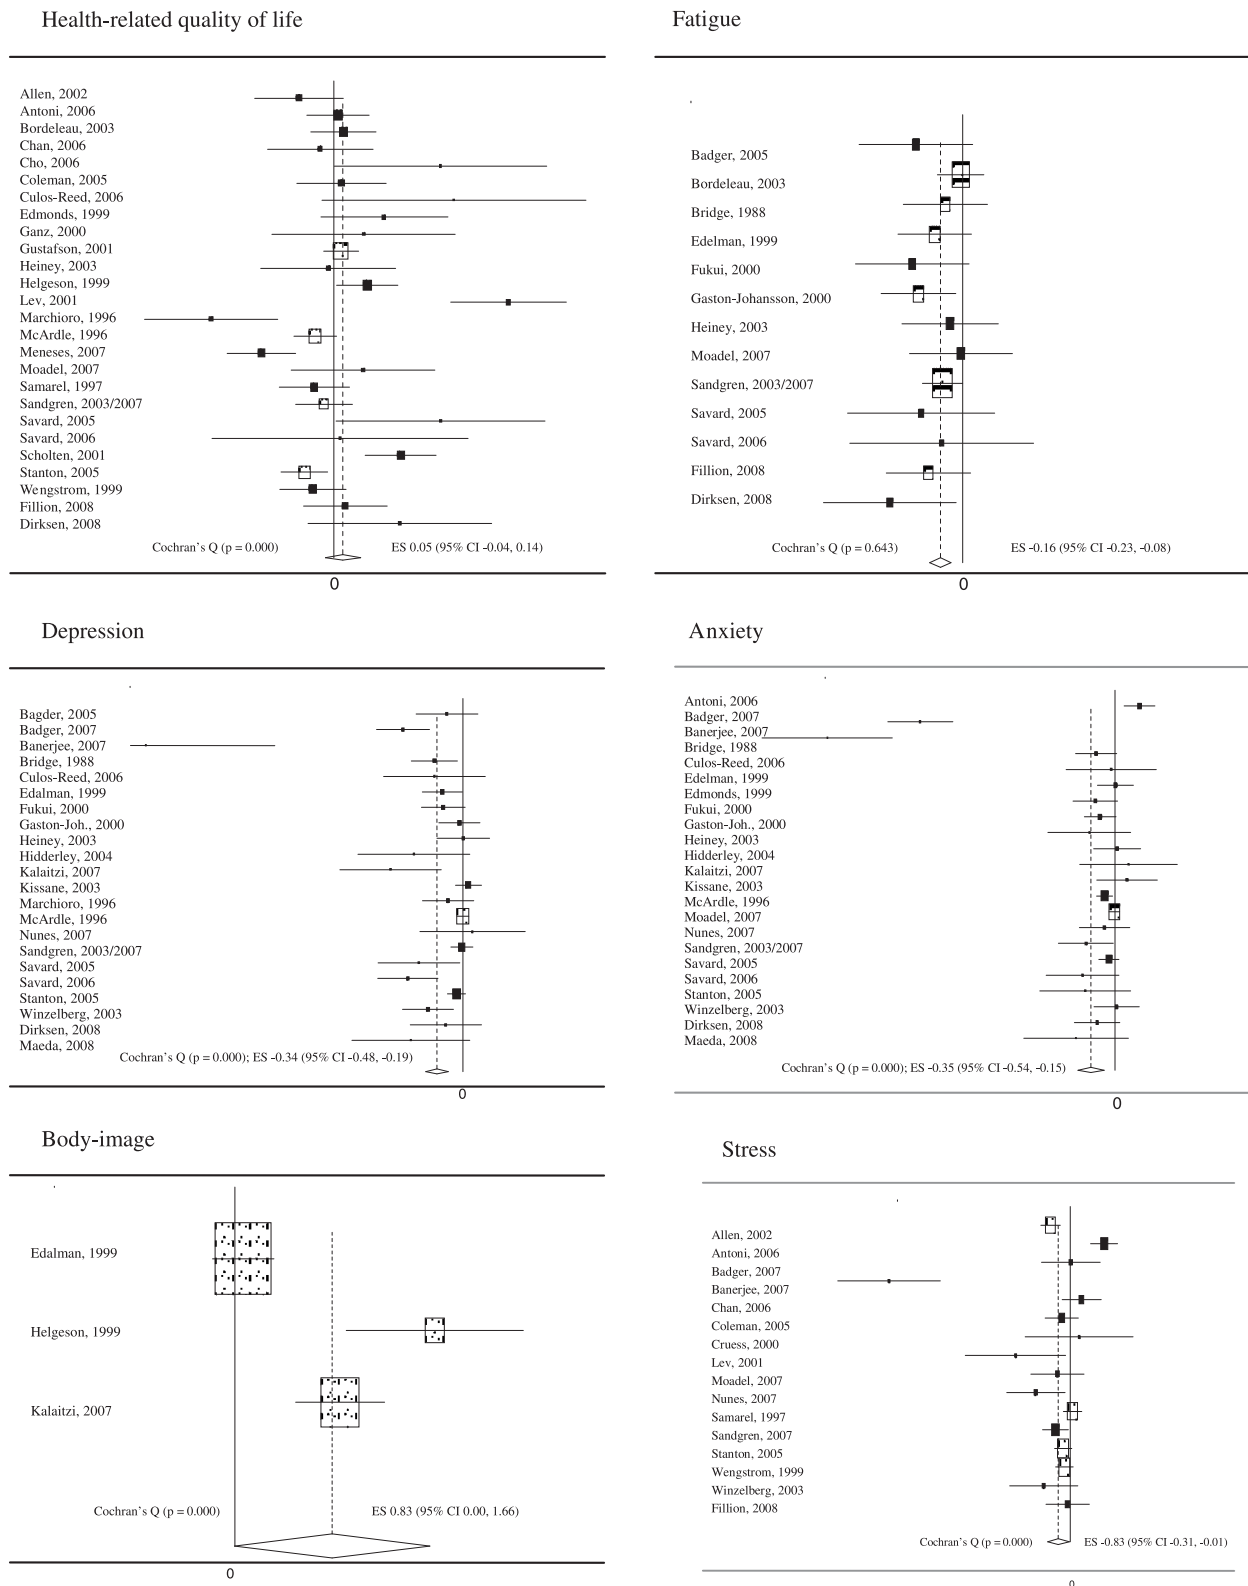 Health-related quality of life
Allen, 2002
Antoni, 2006
Bordeleau, 2003
Chan, 2006
Cho, 2006
Coleman, 2005
Culos-Reed, 2006
Edmonds, 1999
Ganz, 2000
Gustafson, 2001
Heiney, 2003
Helgeson, 1999
Lev, 2001
Marchioro, 1996
McArdle, 1996
Meneses, 2007
Moadel, 2007
Samarel, 1997
Sandgren, 2003/2007
Savard, 2005
Savard, 2006
Scholten, 2001
Stanton, 2005
Wengstrom, 1999
Fillion, 2008
Dirksen, 2008
Cochran's Q (p = 0.000) ES 0.05 (95% CI -0.04, 0.14)
0
Fatigue
Badger, 2005
Bordeleau, 2003
Bridge, 1988
Edelman, 1999
Fukui, 2000
Gaston-Johansson, 2000
Heiney, 2003
Moadel, 2007
Sandgren, 2003/2007
Savard, 2005
Savard, 2006
Fillion, 2008
Dirksen, 2008
Cochran's Q (p = 0.643) ES -0.16 (95% CI -0.23, -0.08)
0
Depression
Bagder, 2005
Badger, 2007
Banerjee, 2007
Bridge, 1988
Culos-Reed, 2006
Edalman, 1999
Fukui, 2000
Gaston-Joh., 2000
Heiney, 2003
Hidderley, 2004
Kalaitzi, 2007
Kissane, 2003
Marchioro, 1996
McArdle, 1996
Nunes, 2007
Sandgren, 2003/2007
Savard, 2005
Savard, 2006
Stanton, 2005
Winzelberg, 2003
Dirksen, 2008
Maeda, 2008
Cochran's Q (p = 0.000); ES -0.34 (95% CI -0.48, -0.19)
0
Anxiety
Antoni, 2006
Badger, 2007
Banerjee, 2007
Bridge, 1988
Culos-Reed, 2006
Edelman, 1999
Edmonds, 1999
Fukui, 2000
Gaston-Joh., 2000
Heiney, 2003
Hidderley, 2004
Kalaitzi, 2007
Kissane, 2003
McArdle, 1996
Moadel, 2007
Nunes, 2007
Sandgren, 2003/2007
Savard, 2005
Savard, 2006
Stanton, 2005
Winzelberg, 2003
Dirksen, 2008
Maeda, 2008
Cochran's Q (p = 0.000); ES -0.35 (95% CI -0.54, -0.15)
0
Body-image
Edalman, 1999
Helgeson, 1999
Kalaitzi, 2007
Cochran's Q (p = 0.000) ES 0.83 (95% CI 0.00, 1.66)
0
Stress
Allen, 2002
Antoni, 2006
Badger, 2007
Banerjee, 2007
Chan, 2006
Coleman, 2005
Cruess, 2000
Lev, 2001
Moadel, 2007
Nunes, 2007
Samarel, 1997
Sandgren, 2007
Stanton, 2005
Wengstrom, 1999
Winzelberg, 2003
Fillion, 2008
Cochran's Q (p = 0.000) ES -0.83 (95% CI -0.31, -0.01)
0